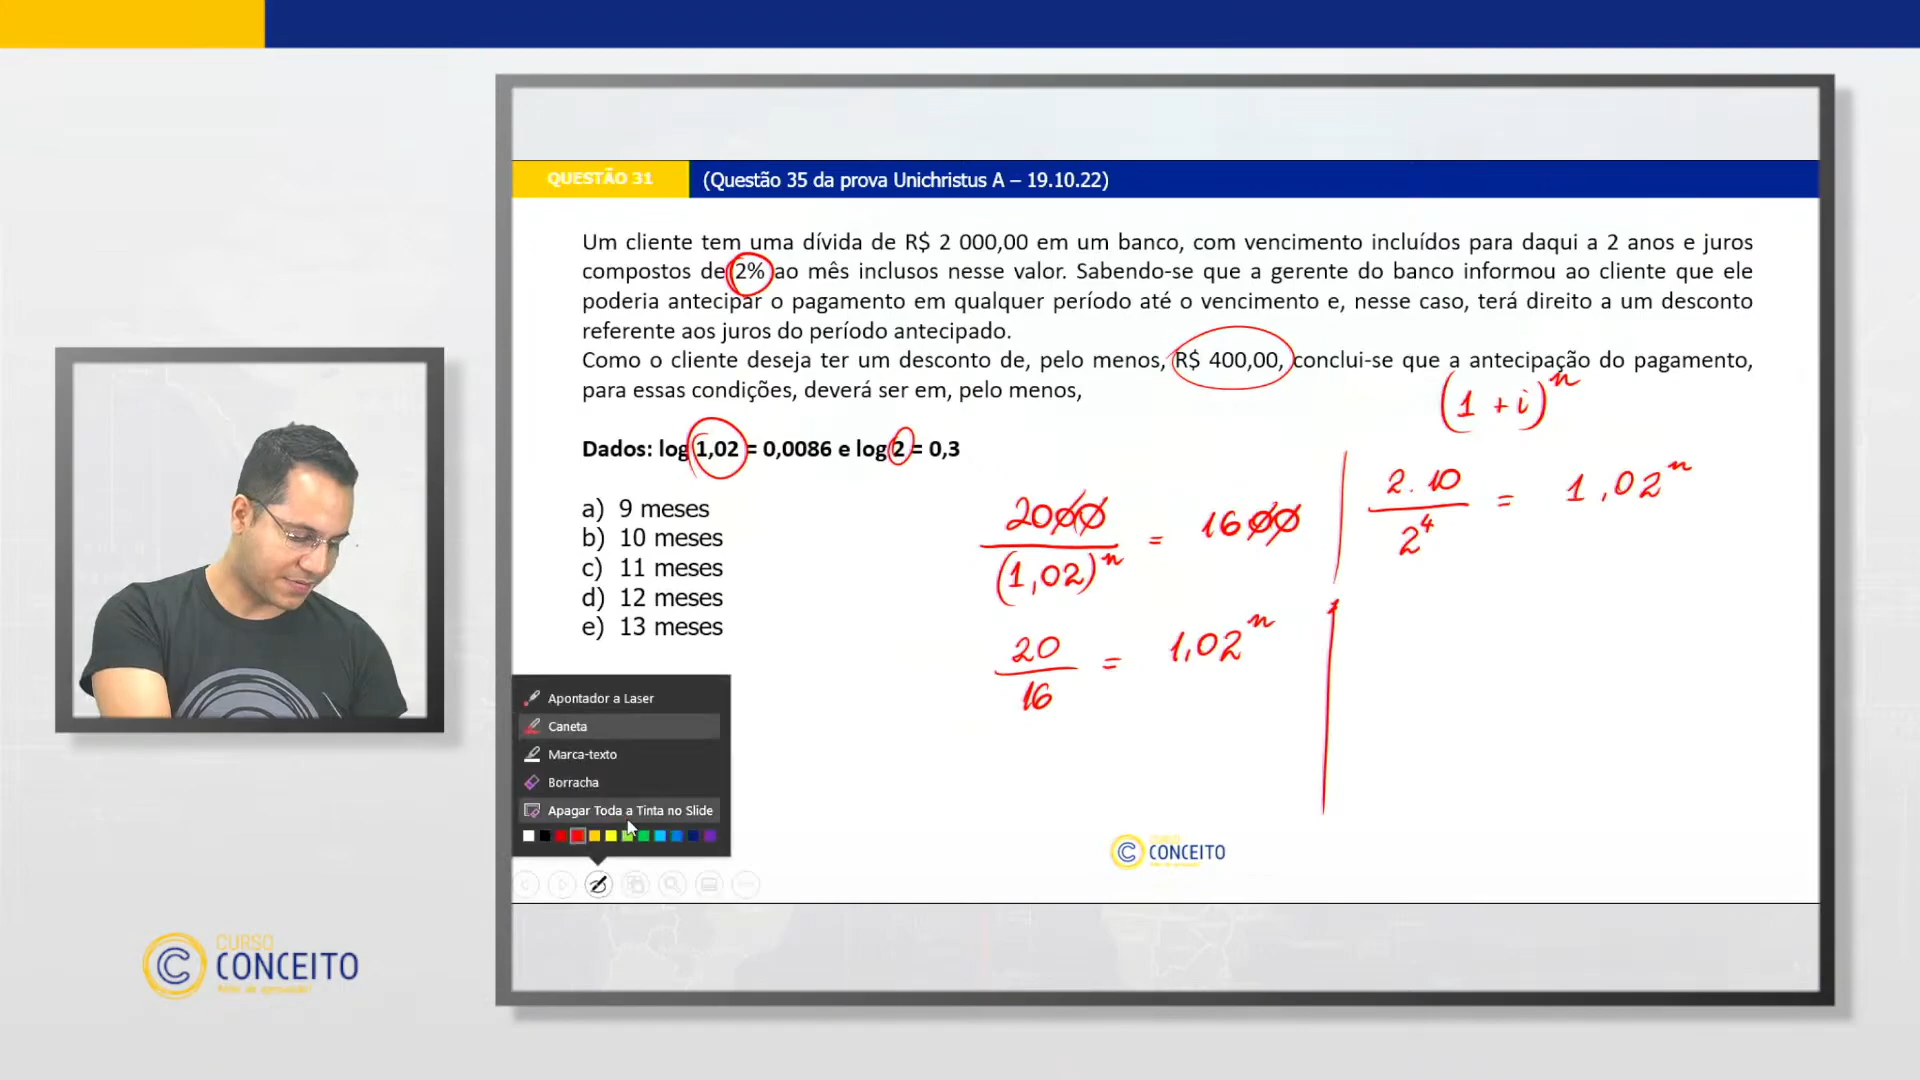 QUESTÃO 31
(Questão 35 da prova Unichristus A – 19.10.22)
Um cliente tem uma dívida de R$ 2 000,00 em um banco, com vencimento incluídos para daqui a 2 anos e juros
compostos de 2% ao mês inclusos nesse valor. Sabendo-se que a gerente do banco informou ao cliente que ele
poderia antecipar o pagamento em qualquer período até o vencimento e, nesse caso, terá direito a um desconto
referente aos juros do período antecipado.
Como o cliente deseja ter um desconto de, pelo menos, R$ 400,00, conclui-se que a antecipação do pagamento,
para essas condições, deverá ser em, pelo menos,
(1 + i)^n
Dados: log 1,02 = 0,0086 e log 2 = 0,3
a) 9 meses
b) 10 meses
c) 11 meses
d) 12 meses
e) 13 meses
2000 / (1,02)^n = 1600
20 / 16 = 1,02^n
2.10 / 2^4 = 1,02^n
Apontador a Laser
Caneta
Marca-texto
Borracha
Apagar Toda a Tinta no Slide
CURSO
CONCEITO
CONCEITO